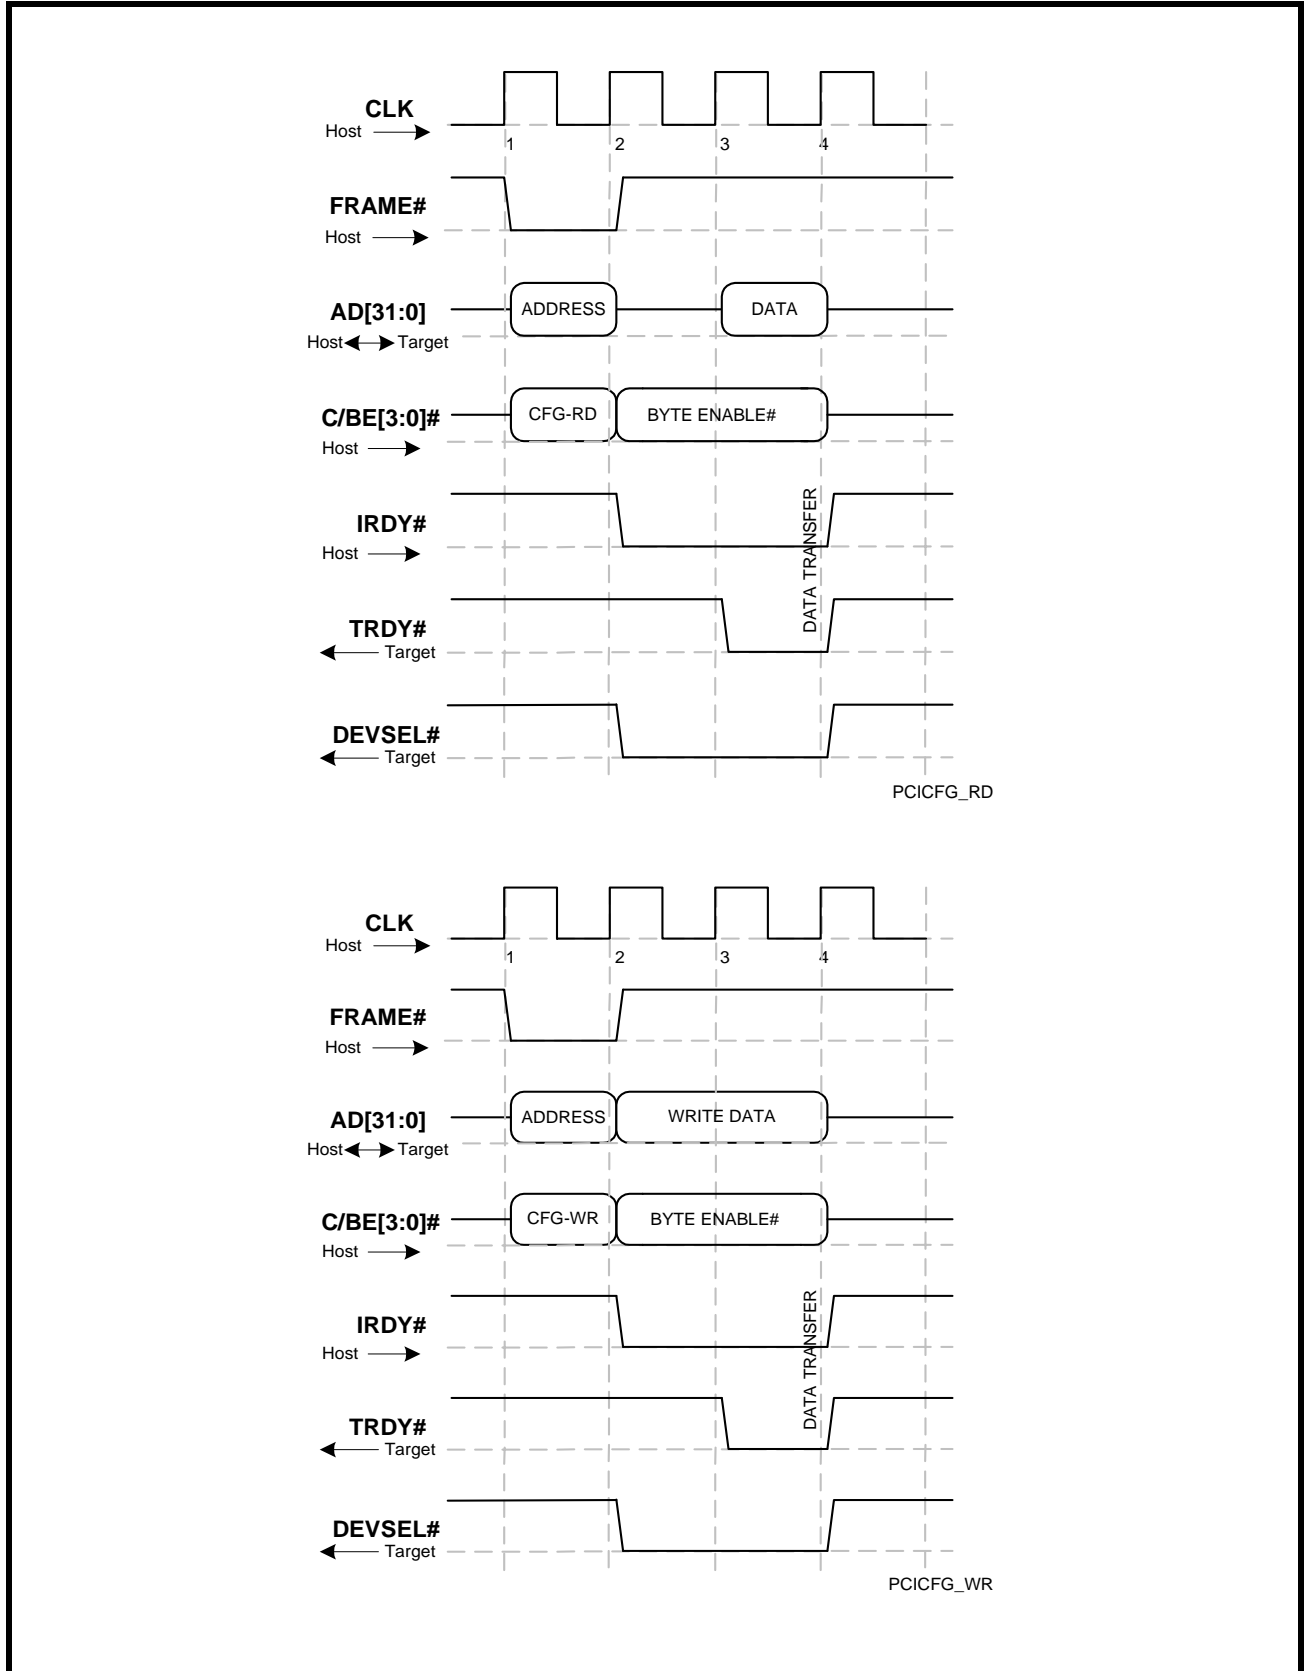 CLK
Host
1 2 3 4
FRAME#
Host
AD[31:0]
ADDRESS DATA
Host Target
C/BE[3:0]#
CFG-RD BYTE ENABLE#
Host
IRDY#
Host
DATA TRANSFER
TRDY#
Target
DEVSEL#
Target
PCICFG_RD
CLK
Host
1 2 3 4
FRAME#
Host
AD[31:0]
ADDRESS WRITE DATA
Host Target
C/BE[3:0]#
CFG-WR BYTE ENABLE#
Host
IRDY#
Host
DATA TRANSFER
TRDY#
Target
DEVSEL#
Target
PCICFG_WR